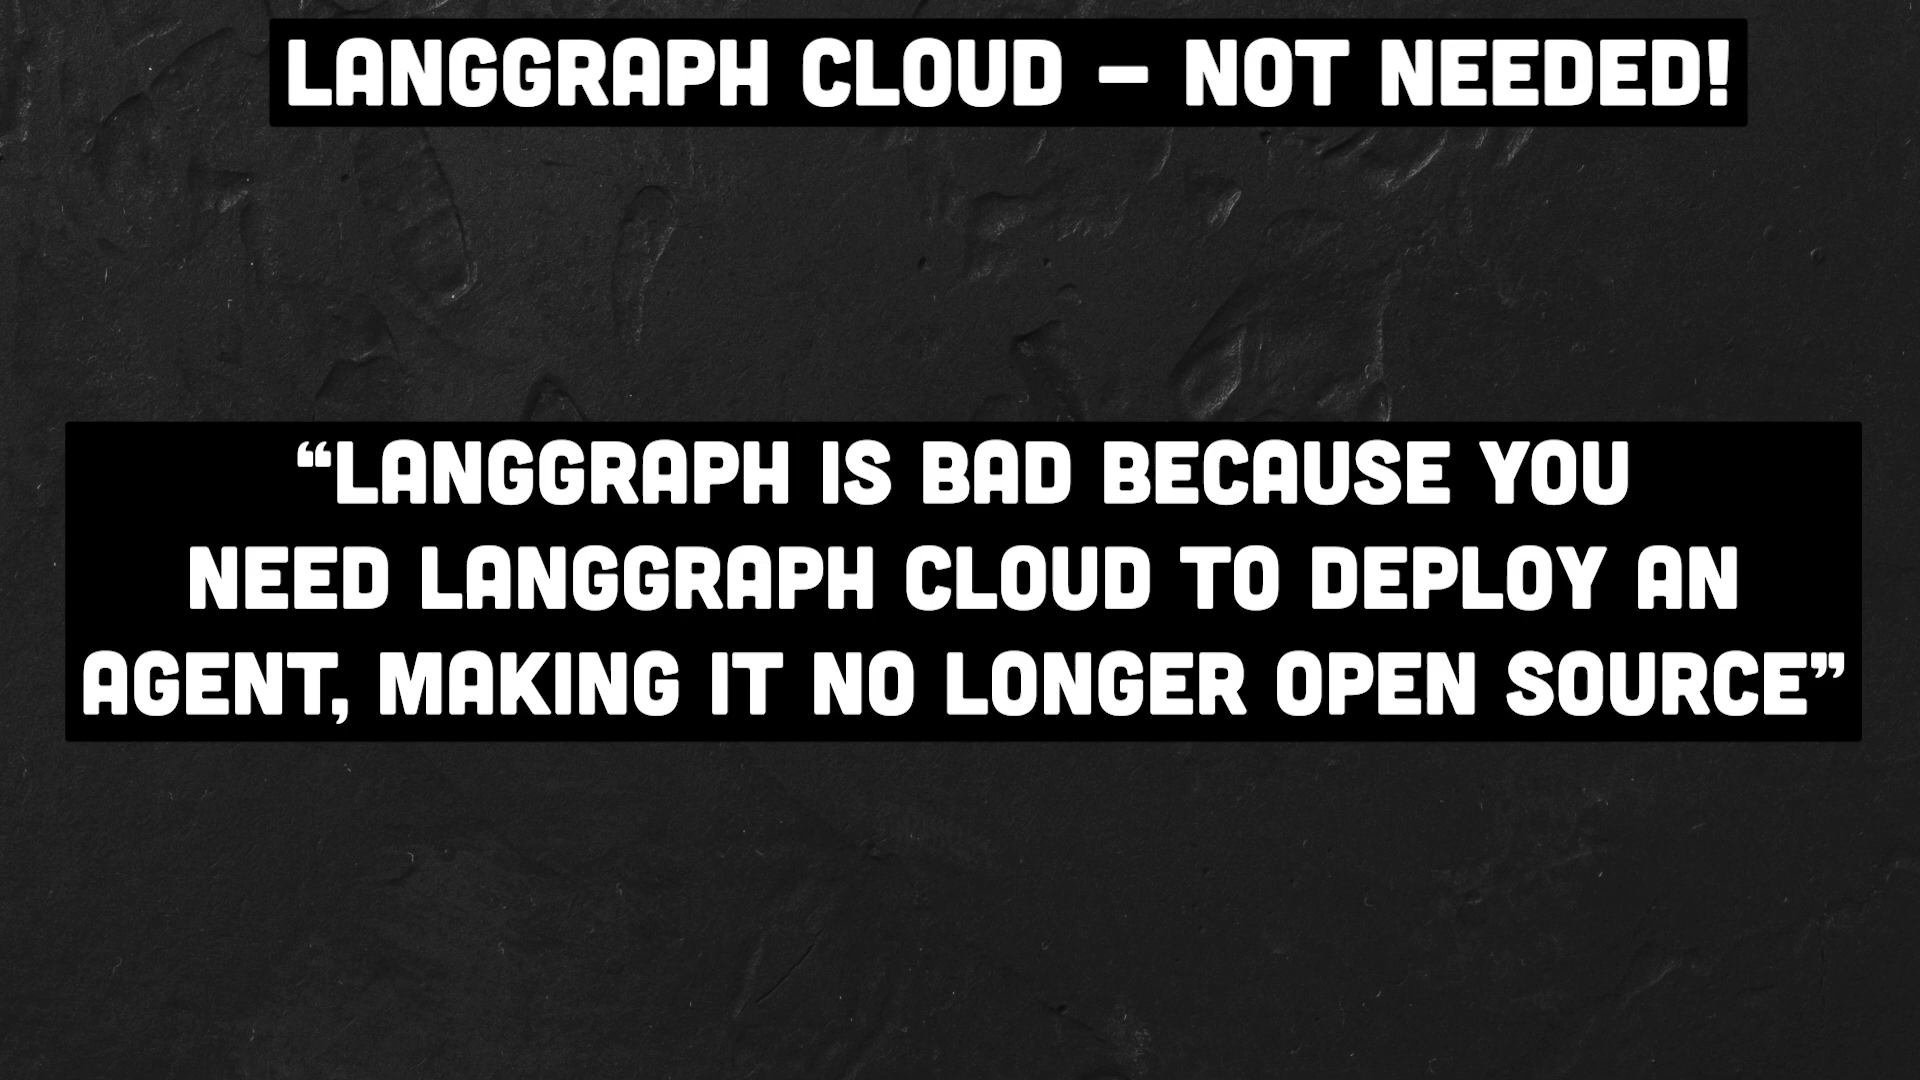 LANGGRAPH CLOUD – NOT NEEDED!
“LANGGRAPH IS BAD BECAUSE YOU
NEED LANGGRAPH CLOUD TO DEPLOY AN
AGENT, MAKING IT NO LONGER OPEN SOURCE”